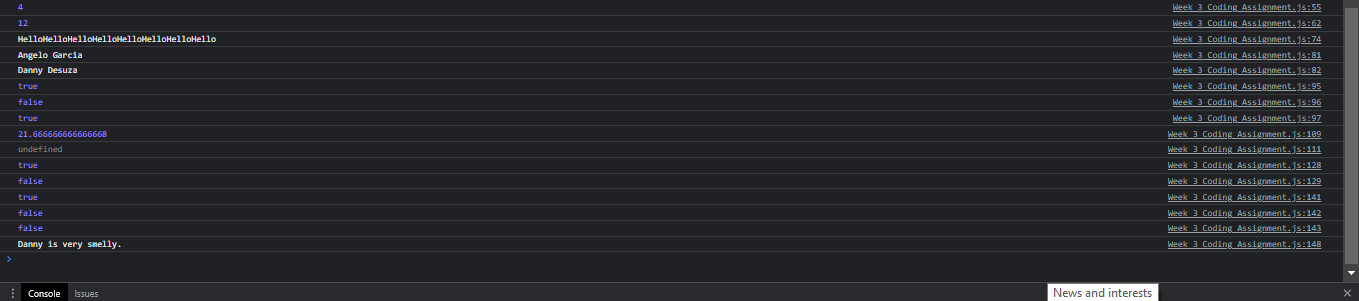 4 Week 3 Coding Assignment.js:55
12 Week 3 Coding Assignment.js:62
HelloHelloHelloHelloHelloHelloHelloHello Week 3 Coding Assignment.js:74
Angelo Garcia Week 3 Coding Assignment.js:81
Danny Desuza Week 3 Coding Assignment.js:82
true Week 3 Coding Assignment.js:95
false Week 3 Coding Assignment.js:96
true Week 3 Coding Assignment.js:97
21.666666666666668 Week 3 Coding Assignment.js:109
undefined Week 3 Coding Assignment.js:111
true Week 3 Coding Assignment.js:128
false Week 3 Coding Assignment.js:129
true Week 3 Coding Assignment.js:141
false Week 3 Coding Assignment.js:142
false Week 3 Coding Assignment.js:143
Danny is very smelly. Week 3 Coding Assignment.js:148
Console Issues News and interests